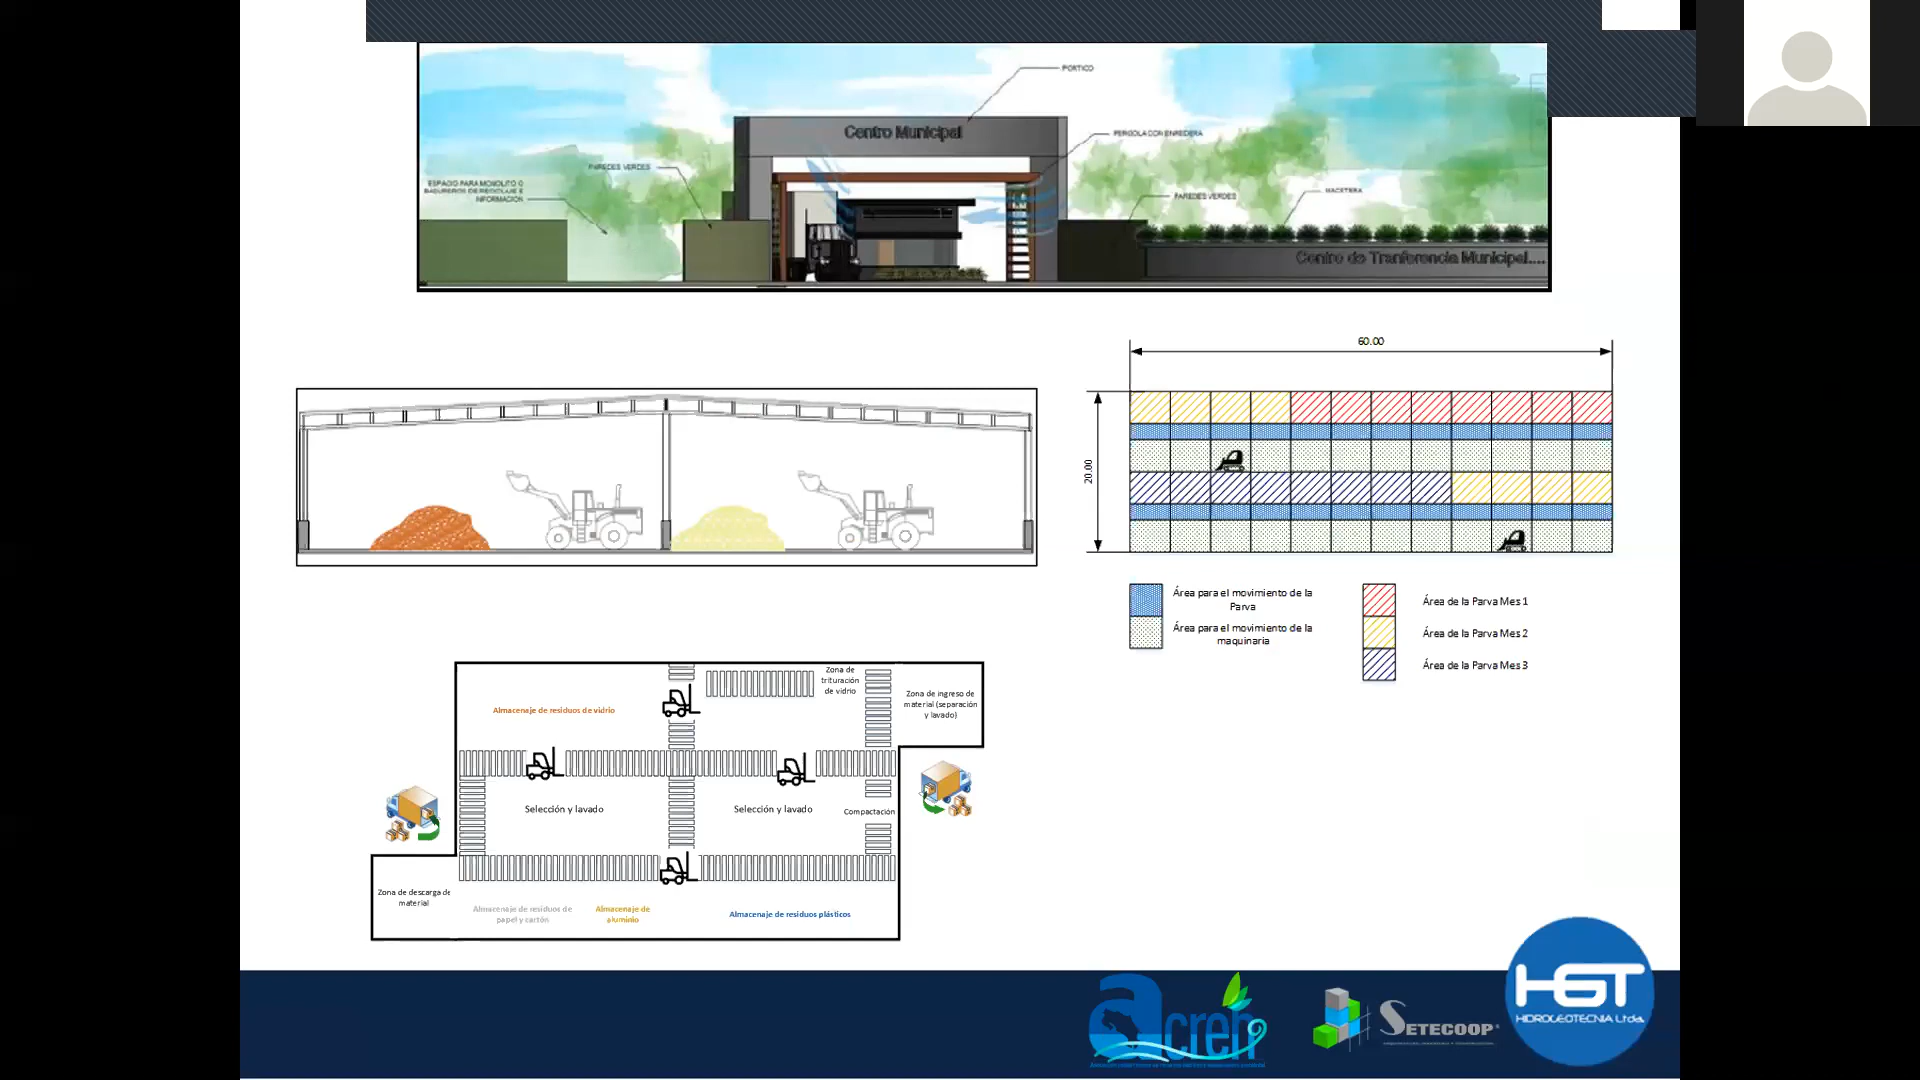 PORTICO
Centro Municipal
PERGOLA CON ENREDERA
PAREDES VERDES
ESPACIO PARA MONOLITO O
BASUREROS DE RECICLAJE E
INFORMACION
PAREDES VERDES
MACETERA
Centro de Tranferencia Municipal....
60.00
20.00
Área para el movimiento de la
Parva
Área para el movimiento de la
maquinaria
Área de la Parva Mes 1
Área de la Parva Mes 2
Área de la Parva Mes 3
Zona de
trituración
de vidrio
Zona de ingreso de
material (separación
y lavado)
Almacenaje de residuos de vidrio
Selección y lavado
Selección y lavado
Compactación
Zona de descarga de
material
Almacenaje de residuos de
papel y cartón
Almacenaje de
aluminio
Almacenaje de residuos plásticos
acreh
SETECOOP
HGT
HIDROGEOTECNIA Ltda.